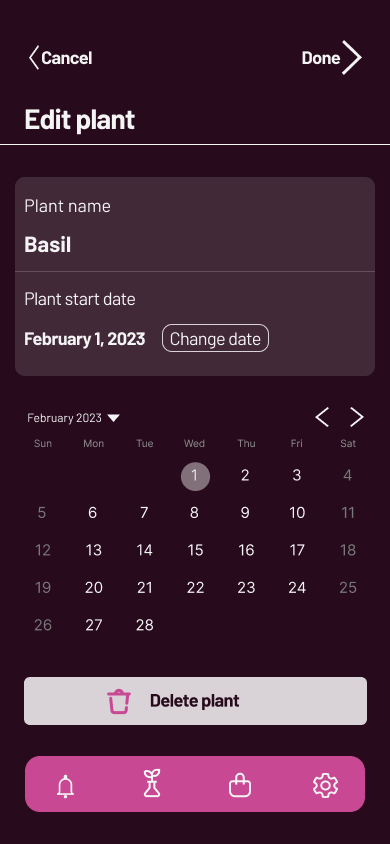 Cancel Done
Edit plant
Plant name
Basil
Plant start date
February 1, 2023 Change date
February 2023
Sun Mon Tue Wed Thu Fri Sat
1 2 3 4
5 6 7 8 9 10 11
12 13 14 15 16 17 18
19 20 21 22 23 24 25
26 27 28
Delete plant